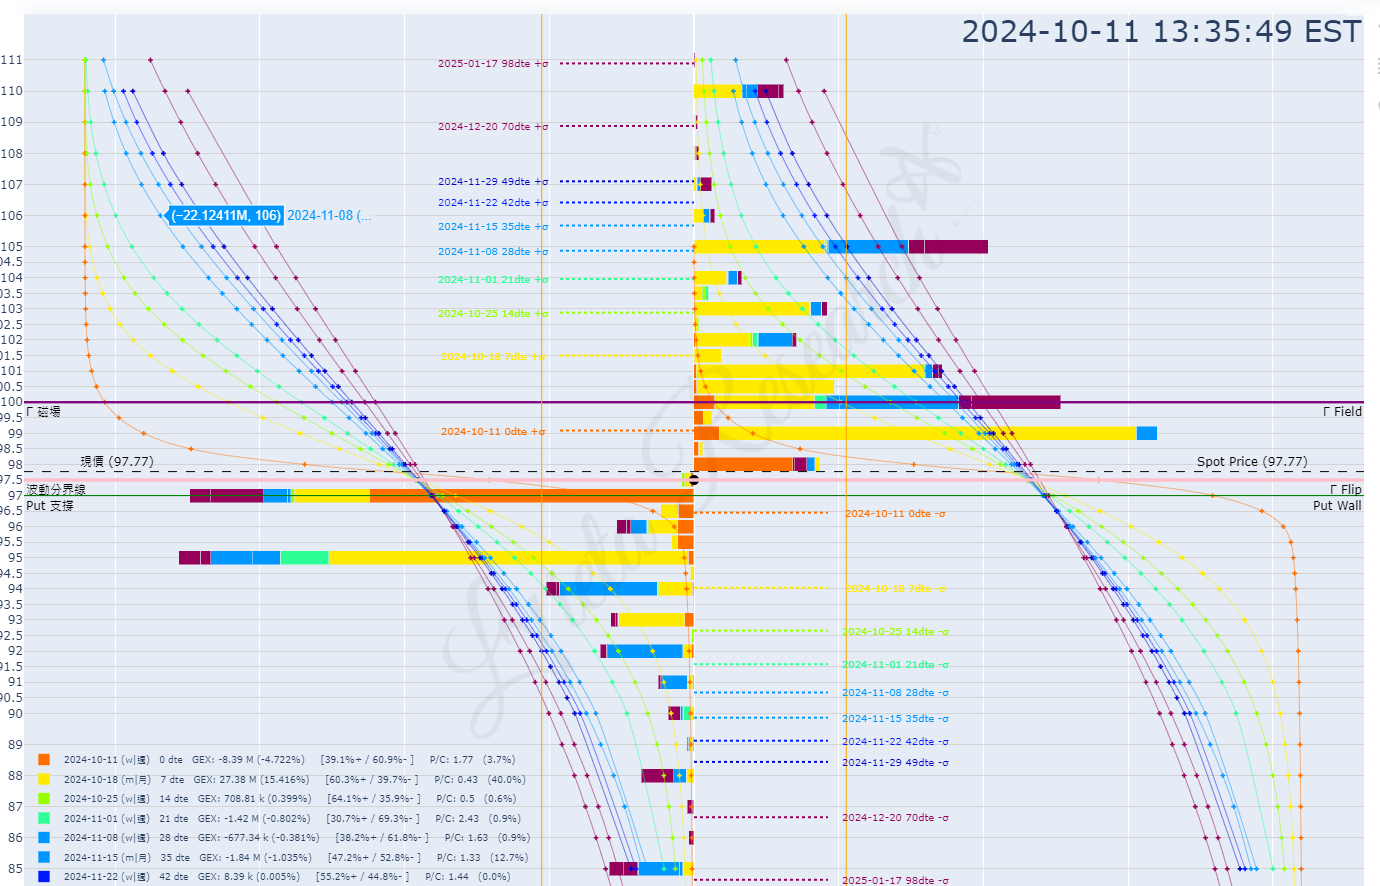 2024-10-11 13:35:49 EST
111
110
109
108
107
106
105
04.5
104
03.5
103
02.5
102
01.5
101
00.5
100
99.5
99
98.5
98
97.5
97
96.5
96
95.5
95
94.5
94
93.5
93
92.5
92
91.5
91
90.5
90
89
88
87
86
85
2025-01-17 98dte +σ
2024-12-20 70dte +σ
2024-11-29 49dte +σ
2024-11-22 42dte +σ
2024-11-15 35dte +σ
2024-11-08 28dte +σ
2024-11-01 21dte +σ
2024-10-25 14dte +σ
2024-10-18 7dte +σ
2024-10-11 0dte +σ
(−22.12411M, 106) 2024-11-08 (...
Γ 磁場
Γ Field
現價 (97.77)
Spot Price (97.77)
波動分界線
Γ Flip
Put 支撐
Put Wall
2024-10-11 0dte -σ
2024-10-18 7dte -σ
2024-10-25 14dte -σ
2024-11-01 21dte -σ
2024-11-08 28dte -σ
2024-11-15 35dte -σ
2024-11-22 42dte -σ
2024-11-29 49dte -σ
2024-12-20 70dte -σ
2025-01-17 98dte -σ
2024-10-11 (w|週) 0 dte GEX: -8.39 M (-4.722%) [39.1%+ / 60.9%- ] P/C: 1.77 (3.7%)
2024-10-18 (m|月) 7 dte GEX: 27.38 M (15.416%) [60.3%+ / 39.7%- ] P/C: 0.43 (40.0%)
2024-10-25 (w|週) 14 dte GEX: 708.81 k (0.399%) [64.1%+ / 35.9%- ] P/C: 0.5 (0.6%)
2024-11-01 (w|週) 21 dte GEX: -1.42 M (-0.802%) [30.7%+ / 69.3%- ] P/C: 2.43 (0.9%)
2024-11-08 (w|週) 28 dte GEX: -677.34 k (-0.381%) [38.2%+ / 61.8%- ] P/C: 1.63 (0.9%)
2024-11-15 (m|月) 35 dte GEX: -1.84 M (-1.035%) [47.2%+ / 52.8%- ] P/C: 1.33 (12.7%)
2024-11-22 (w|週) 42 dte GEX: 8.39 k (0.005%) [55.2%+ / 44.8%- ] P/C: 1.44 (0.0%)